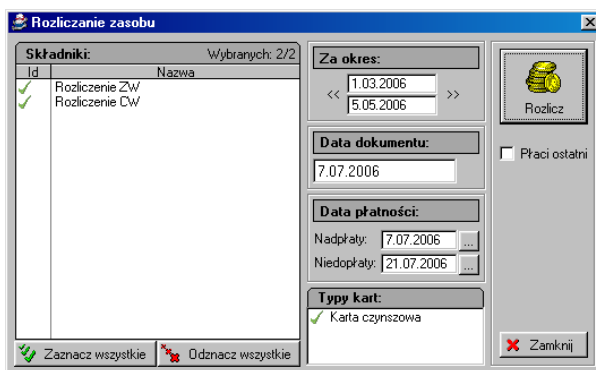 Rozliczanie zasobu
Składniki: Wybranych: 2/2
Id Nazwa
Rozliczenie ZW
Rozliczenie CW
Zaznacz wszystkie Odznacz wszystkie
Za okres:
<< 1.03.2006 >>
5.05.2006
Data dokumentu:
7.07.2006
Data płatności:
Nadpłaty: 7.07.2006 ...
Niedopłaty: 21.07.2006 ...
Typy kart:
Karta czynszowa
Rozlicz
Płaci ostatni
Zamknij